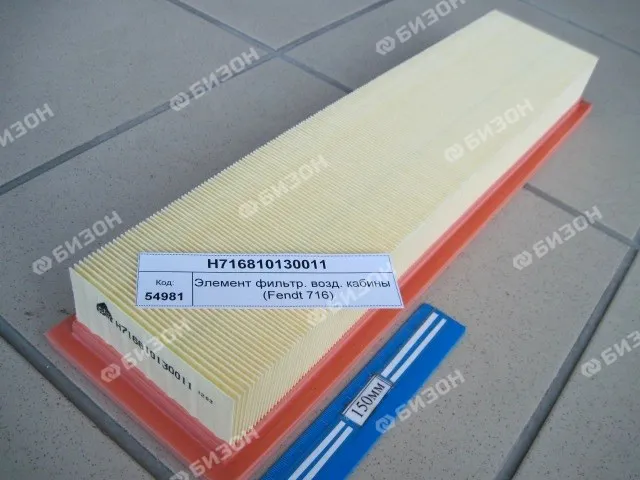 БИЗОН
БИЗОН
БИЗОН
БИЗОН
БИЗОН
H716810130011
Код:
54981
Элемент фильтр. возд. кабины
(Fendt 716)
H716810130011
150мм
БИЗОН
БИЗОН
БИЗОН
БИЗОН
БИЗОН